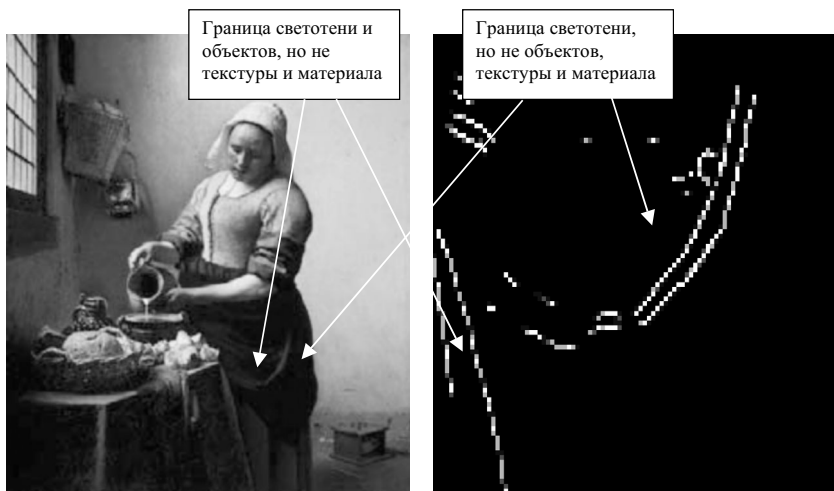 Граница светотени и
объектов, но не
текстуры и материала
Граница светотени,
но не объектов,
текстуры и материала